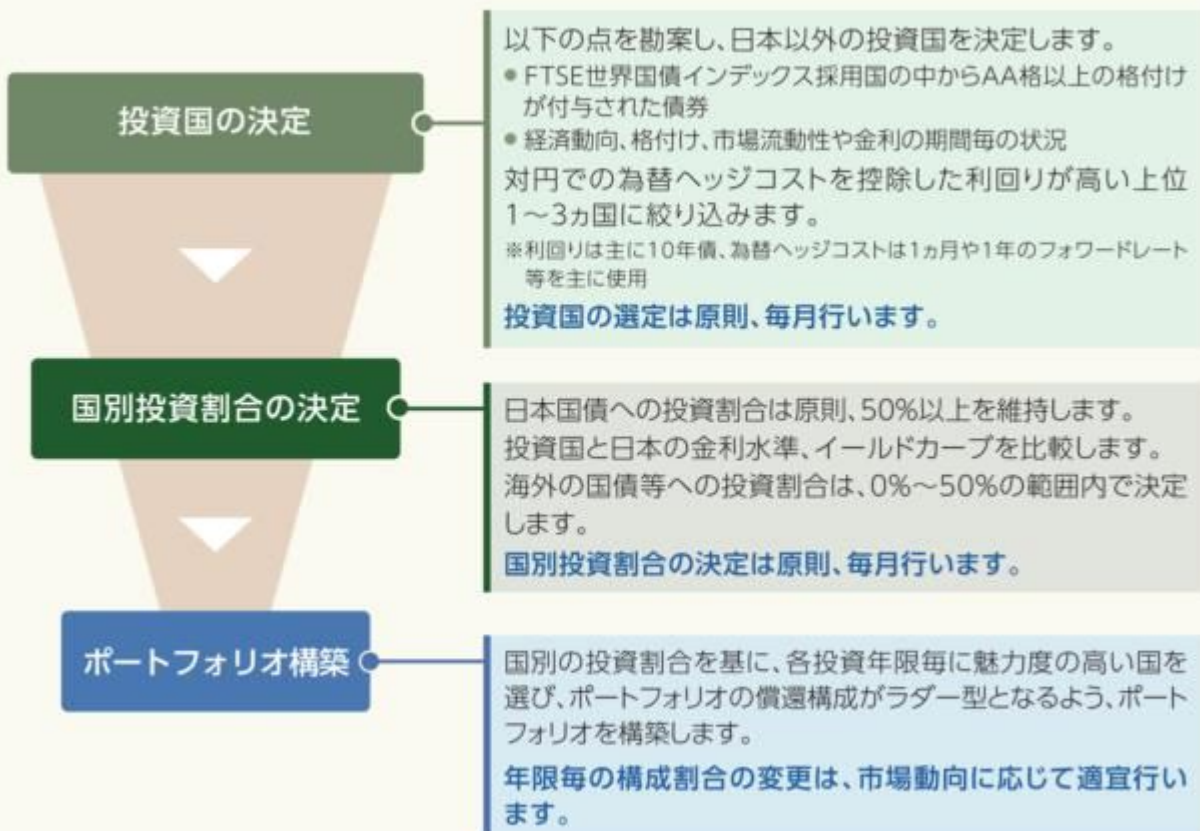 投資国の決定
以下の点を勘案し、日本以外の投資国を決定します。
● FTSE世界国債インデックス採用国の中からAA格以上の格付け
が付与された債券
● 経済動向、格付け、市場流動性や金利の期間毎の状況
対円での為替ヘッジコストを控除した利回りが高い上位
1～3ヵ国に絞り込みます。
※利回りは主に10年債、為替ヘッジコストは1ヵ月や1年のフォワードレート
等を主に使用
投資国の選定は原則、毎月行います。
国別投資割合の決定
日本国債への投資割合は原則、50%以上を維持します。
投資国と日本の金利水準、イールドカーブを比較します。
海外の国債等への投資割合は、0%～50%の範囲内で決定
します。
国別投資割合の決定は原則、毎月行います。
ポートフォリオ構築
国別の投資割合を基に、各投資年限毎に魅力度の高い国を
選び、ポートフォリオの償還構成がラダー型となるよう、ポート
フォリオを構築します。
年限毎の構成割合の変更は、市場動向に応じて適宜行い
ます。